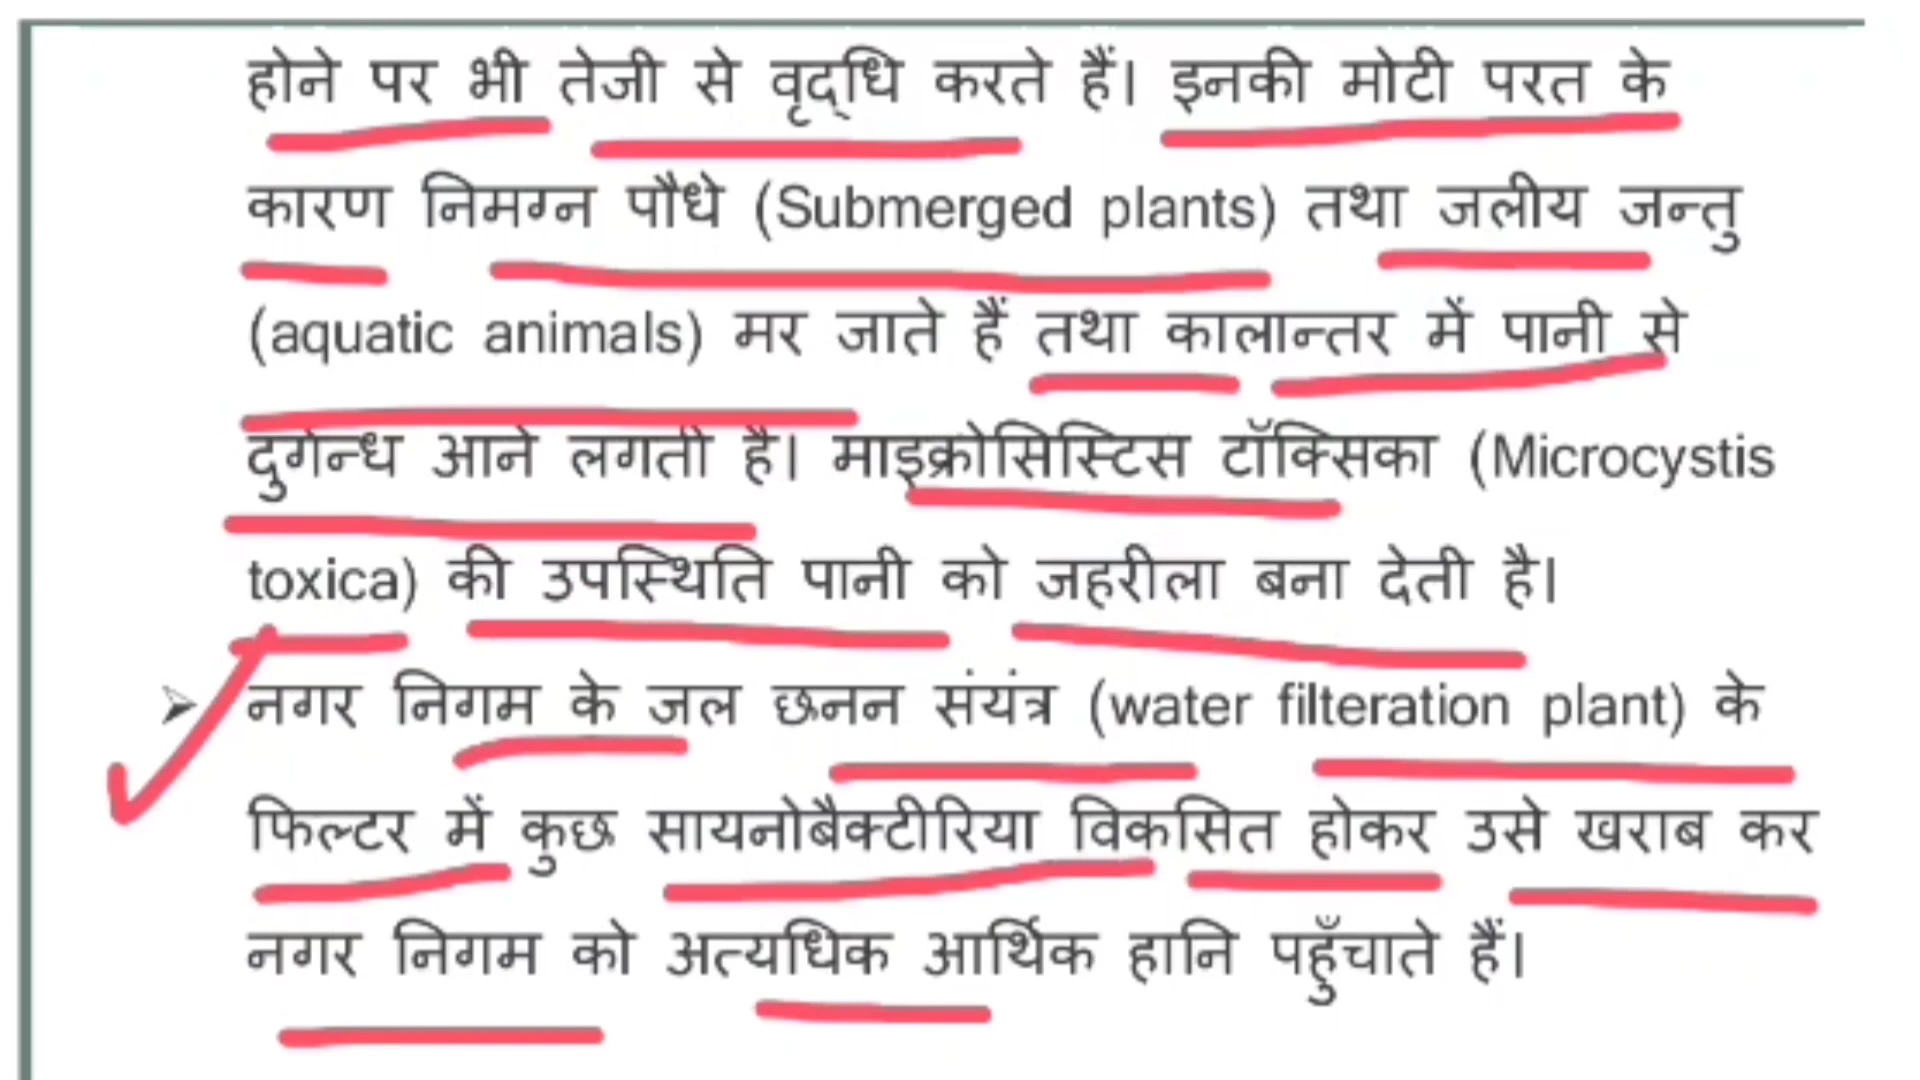 होने पर भी तेजी से वृद्धि करते हैं। इनकी मोटी परत के
कारण निमग्न पौधे (Submerged plants) तथा जलीय जन्तु
(aquatic animals) मर जाते हैं तथा कालान्तर में पानी से
दुर्गन्ध आने लगती है। माइक्रोसिस्टिस टॉक्सिका (Microcystis
toxica) की उपस्थिति पानी को जहरीला बना देती है।
➢ नगर निगम के जल छनन संयंत्र (water filteration plant) के
फिल्टर में कुछ सायनोबैक्टीरिया विकसित होकर उसे खराब कर
नगर निगम को अत्यधिक आर्थिक हानि पहुँचाते हैं।